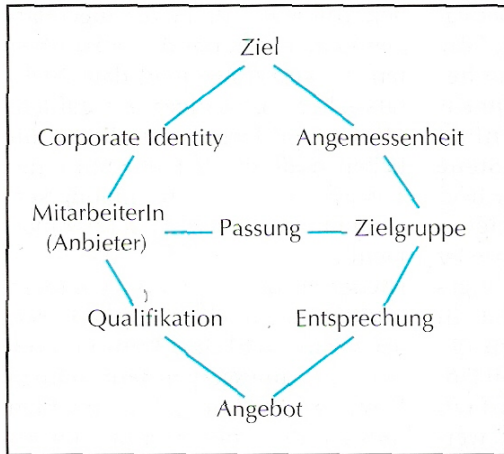 Ziel
Corporate Identity
Angemessenheit
MitarbeiterIn
(Anbieter)
Passung
Zielgruppe
Qualifikation
Entsprechung
Angebot